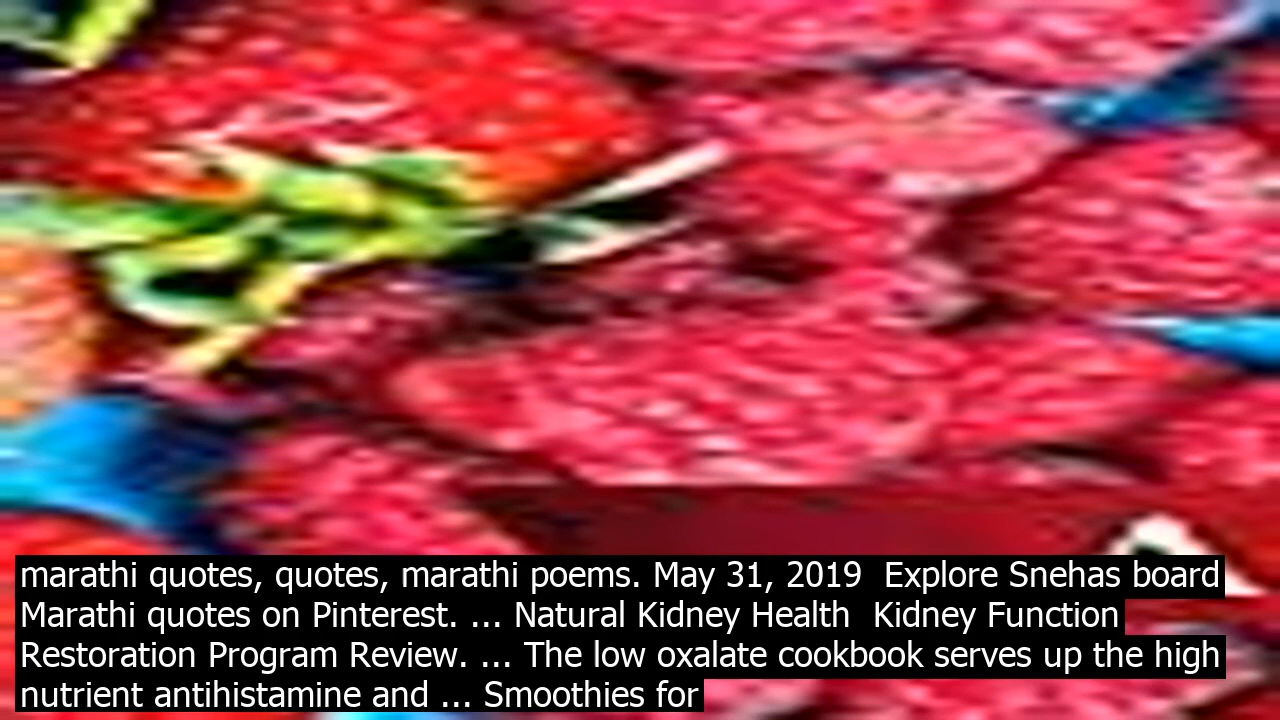 marathi quotes, quotes, marathi poems. May 31, 2019  Explore Snehas board
Marathi quotes on Pinterest. ... Natural Kidney Health  Kidney Function
Restoration Program Review. ... The low oxalate cookbook serves up the high
nutrient antihistamine and ... Smoothies for